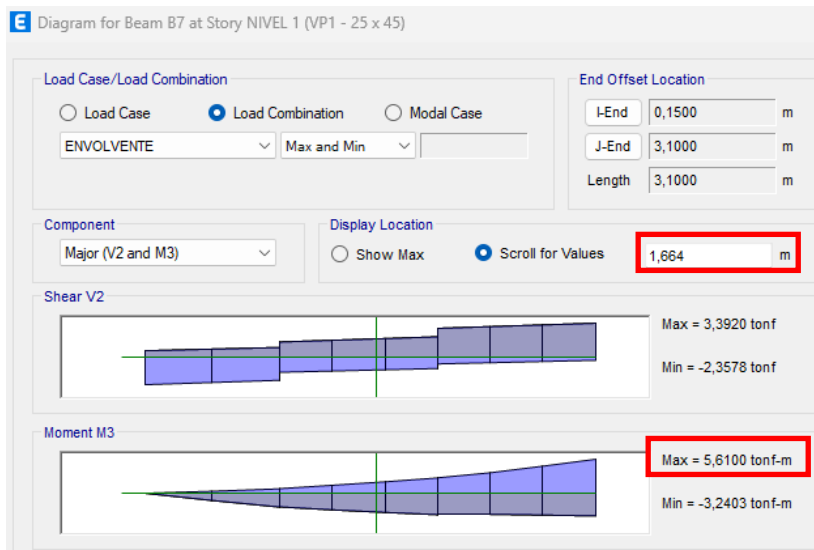 E Diagram for Beam B7 at Story NIVEL 1 (VP1 - 25 x 45)
Load Case/Load Combination
Load Case Load Combination Modal Case
ENVOLVENTE Max and Min
End Offset Location
I-End 0,1500 m
J-End 3,1000 m
Length 3,1000 m
Component
Major (V2 and M3)
Display Location
Show Max Scroll for Values 1,664 m
Shear V2
Max = 3,3920 tonf
Min = -2,3578 tonf
Moment M3
Max = 5,6100 tonf-m
Min = -3,2403 tonf-m